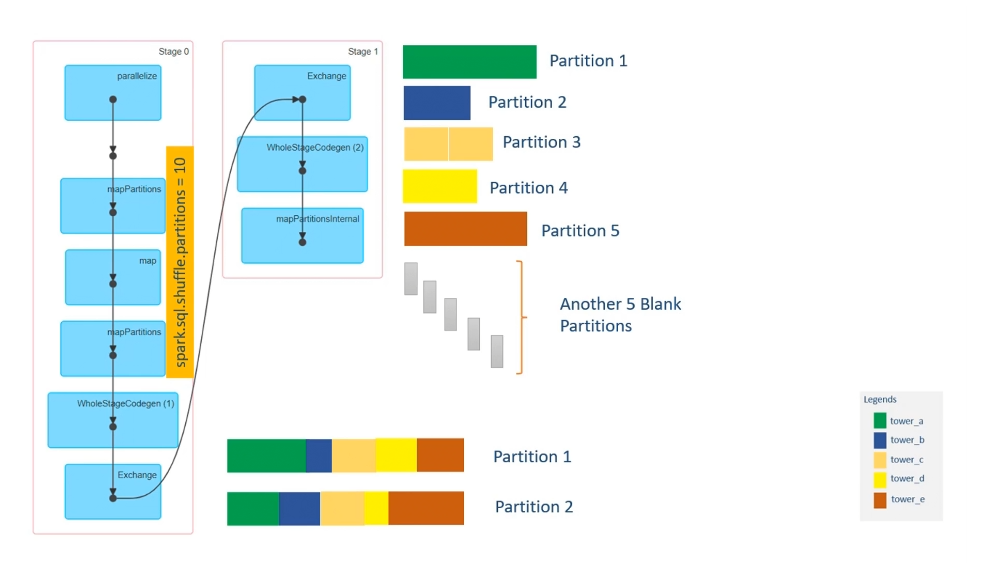 Stage 0
parallelize
mapPartitions
map
mapPartitions
WholeStageCodegen (1)
Exchange
spark.sql.shuffle.partitions = 10
Stage 1
Exchange
WholeStageCodegen (2)
mapPartitionsInternal
Partition 1
Partition 2
Partition 3
Partition 4
Partition 5
Another 5 Blank
Partitions
Partition 1
Partition 2
Legends
tower_a
tower_b
tower_c
tower_d
tower_e